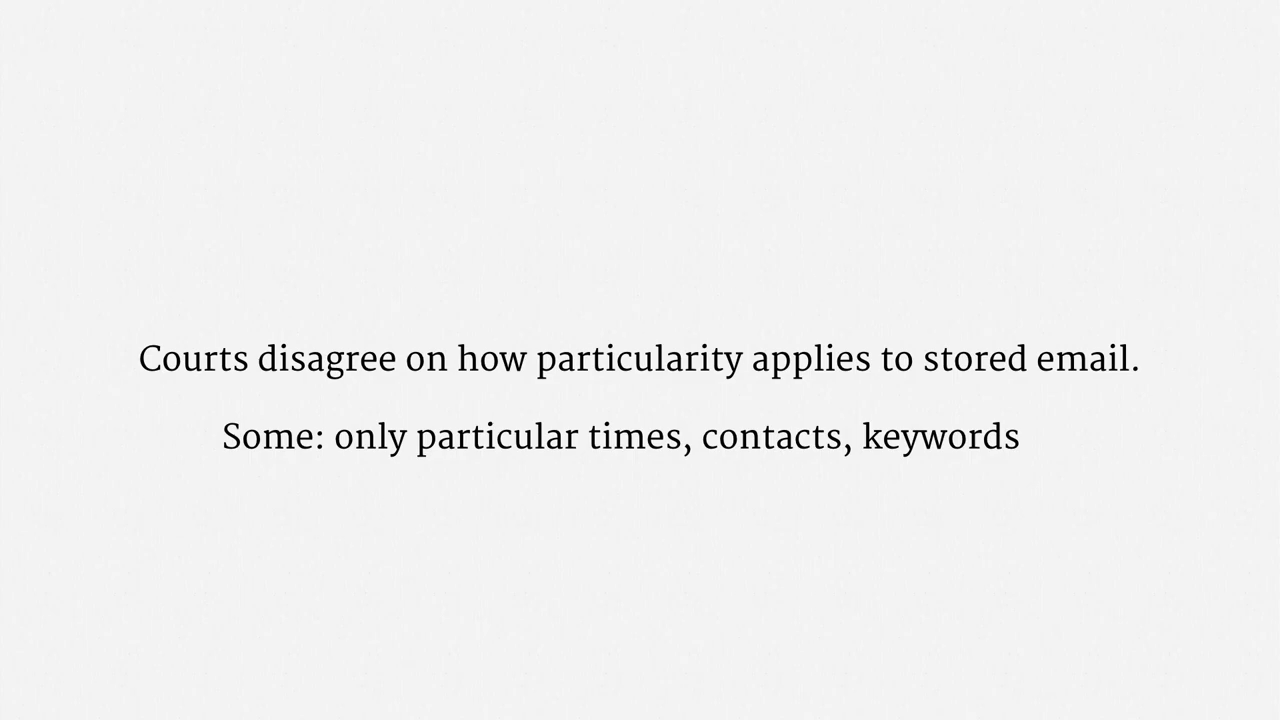 Courts disagree on how particularity applies to stored email.
Some: only particular times, contacts, keywords